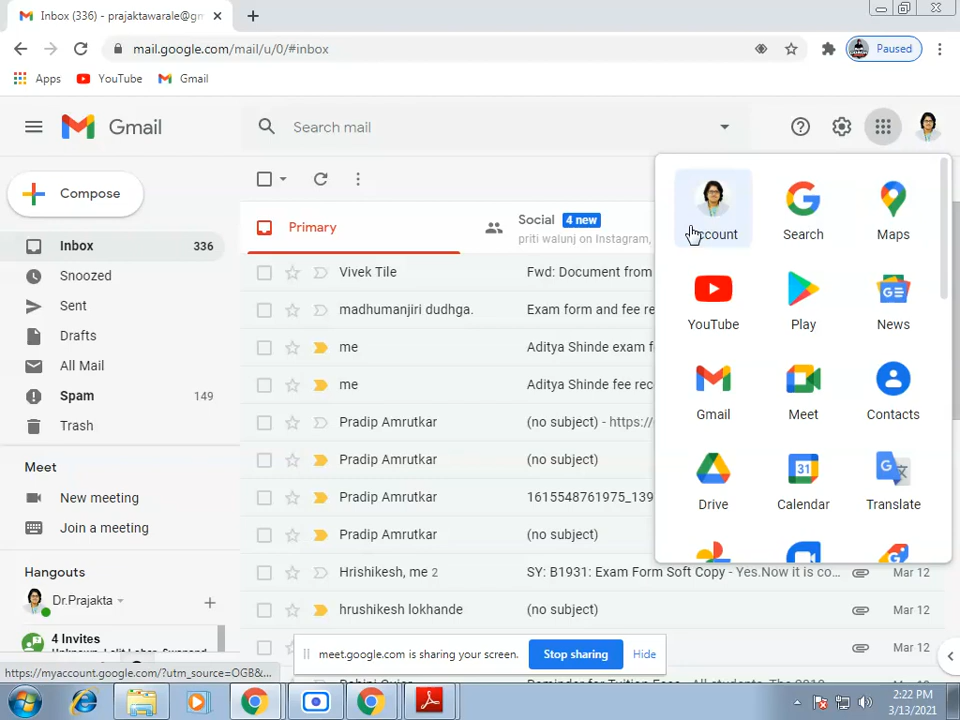 Inbox (336) - prajaktawarale@gm
mail.google.com/mail/u/0/#inbox
Paused
Apps
YouTube
Gmail
Gmail
Search mail
Compose
Inbox 336
Snoozed
Sent
Drafts
All Mail
Spam 149
Trash
Meet
New meeting
Join a meeting
Hangouts
Dr.Prajakta
4 Invites
Primary
Social 4 new
priti walunj on Instagram,
Vivek Tile Fwd: Document from
madhumanjiri dudhga. Exam form and fee re
me Aditya Shinde exam f
me Aditya Shinde fee rec
Pradip Amrutkar (no subject) - https:/
Pradip Amrutkar (no subject)
Pradip Amrutkar 1615548761975_139
Pradip Amrutkar (no subject)
Hrishikesh, me 2 SY: B1931: Exam Form Soft Copy - Yes.Now it is co... Mar 12
hrushikesh lokhande (no subject) Mar 12
Mar 12
Account
Search
Maps
YouTube
Play
News
Gmail
Meet
Contacts
Drive
31
Calendar
Translate
meet.google.com is sharing your screen.
Stop sharing
Hide
https://myaccount.google.com/?utm_source=OGB&...
2:22 PM
3/13/2021